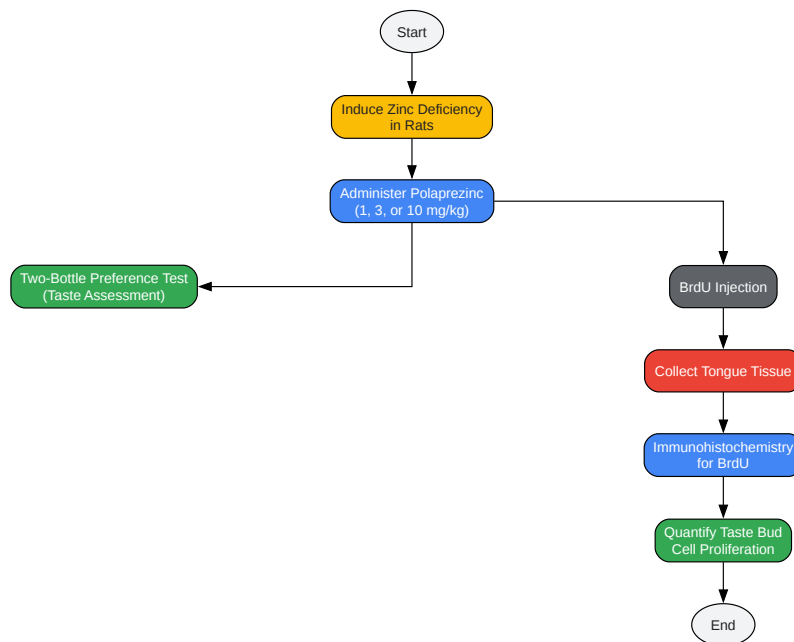 Start
Induce Zinc Deficiency
in Rats
Administer Polaprezinc
(1, 3, or 10 mg/kg)
Two-Bottle Preference Test
(Taste Assessment)
BrdU Injection
Collect Tongue Tissue
Immunohistochemistry
for BrdU
Quantify Taste Bud
Cell Proliferation
End